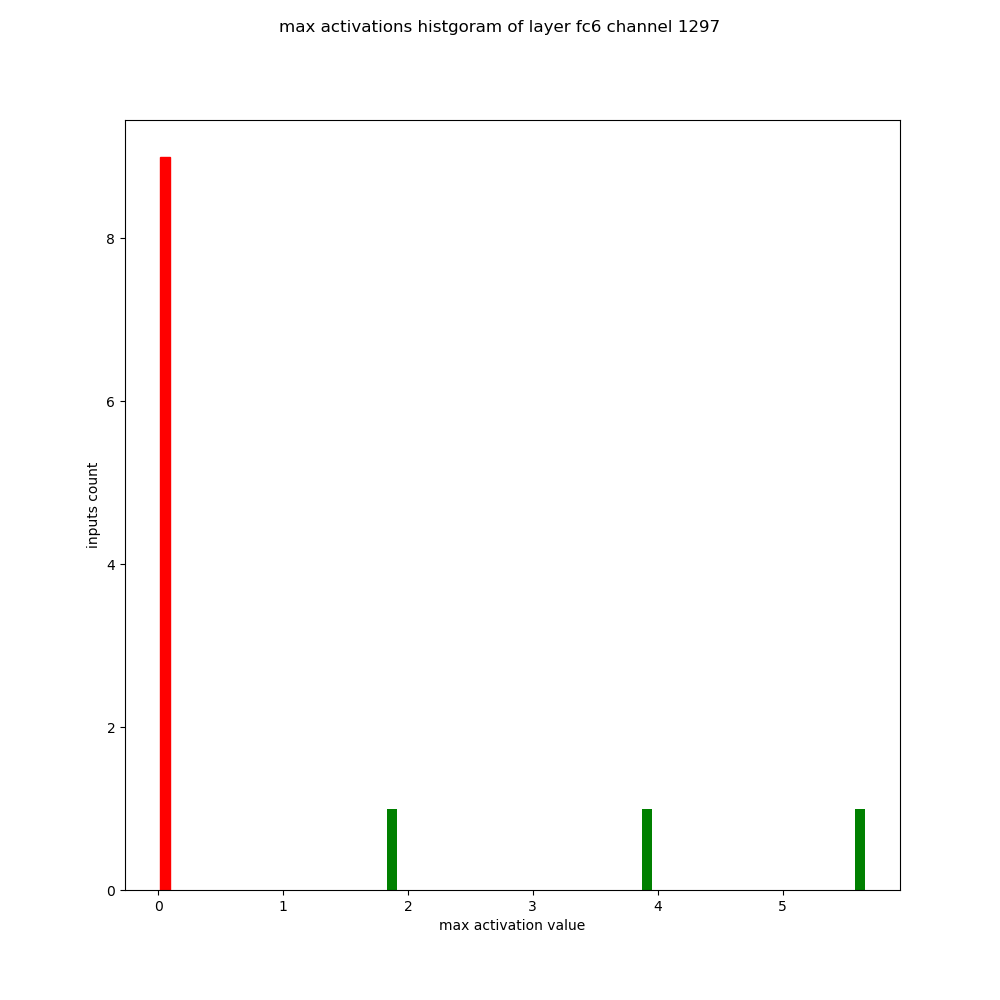 max activations histgoram of layer fc6 channel 1297
8
6
4
2
0
inputs count
0 1 2 3 4 5
max activation value